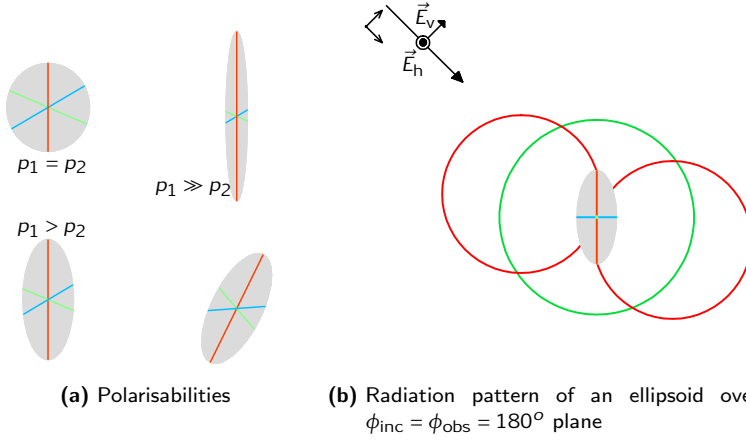 p₁ = p₂
p₁ ≫ p₂
p₁ > p₂
(a) Polarisabilities
E⃗ᵥ
E⃗ₕ
(b) Radiation pattern of an ellipsoid ove
ϕinc = ϕobs = 180° plane